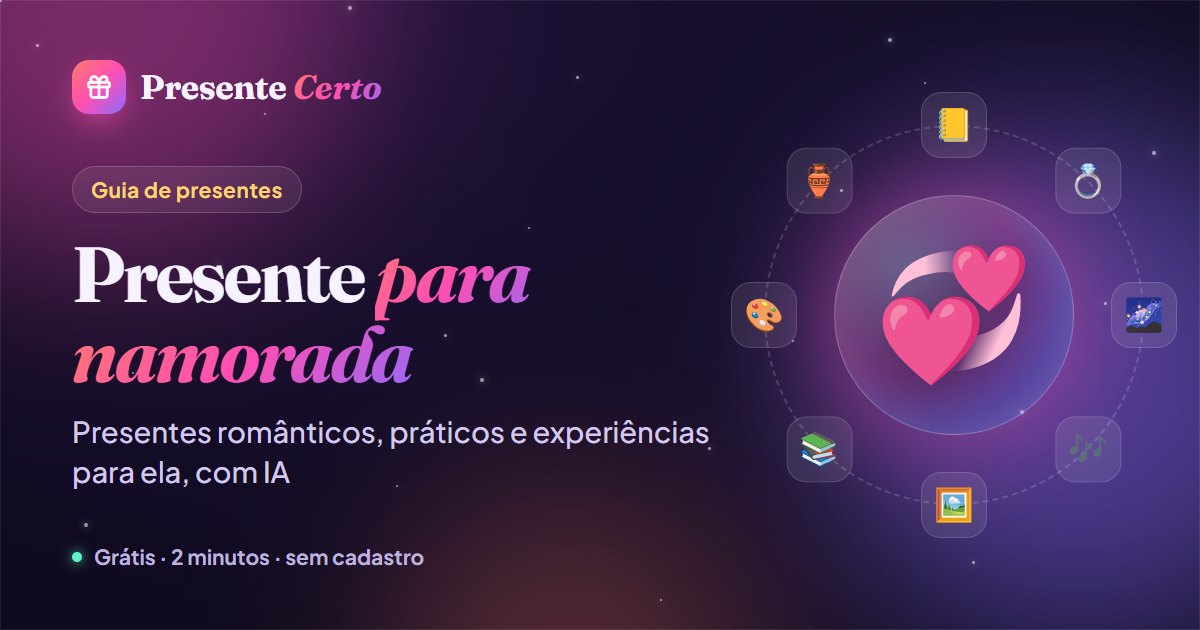 Presente Certo
Guia de presentes
Presente para
namorada
Presentes românticos, práticos e experiências
para ela, com IA
Grátis · 2 minutos · sem cadastro